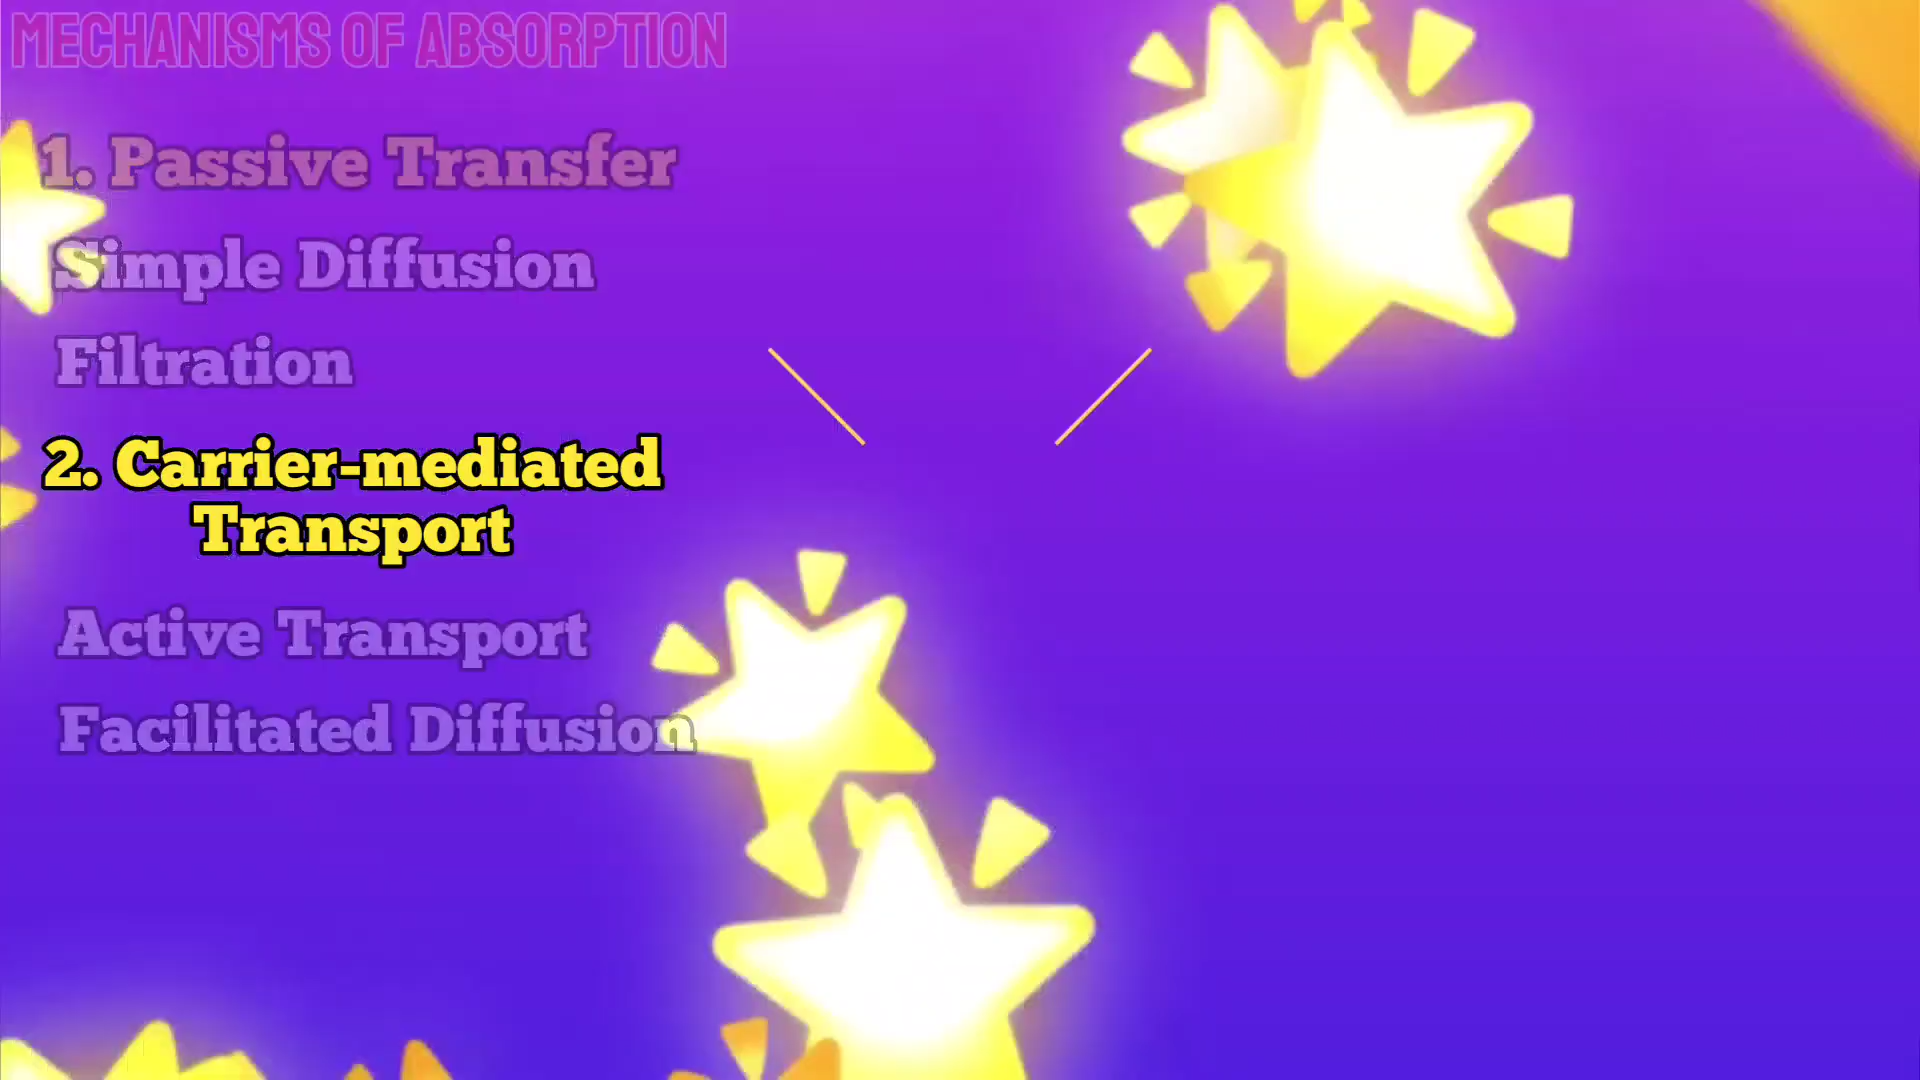 MECHANISMS OF ABSORPTION
1. Passive Transfer
Simple Diffusion
Filtration
2. Carrier-mediated
Transport
Active Transport
Facilitated Diffusion